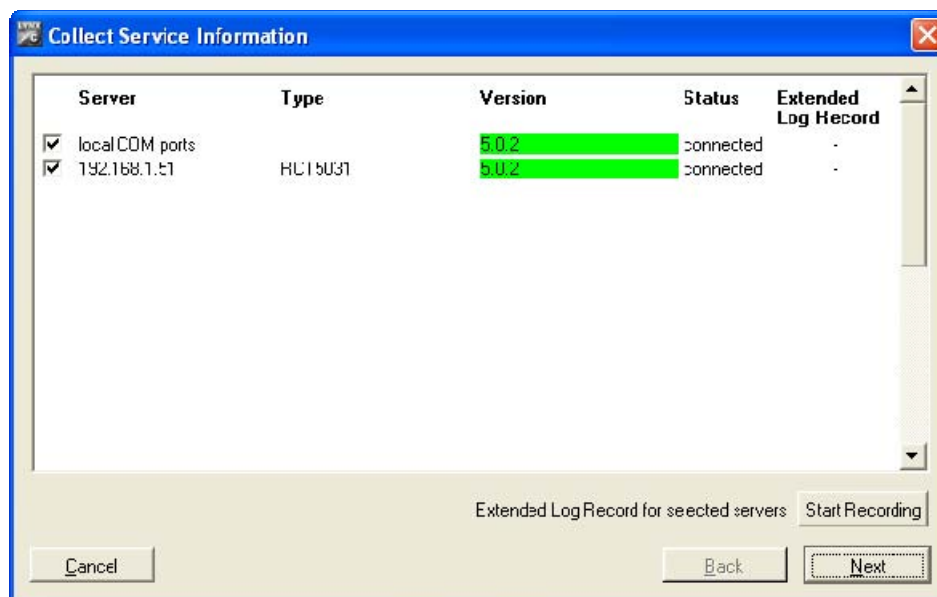 Collect Service Information
Server Type Version Status Extended Log Record
local COM ports 5.0.2 connected -
192.168.1.51 RCT5031 5.0.2 connected -
Extended Log Record for selected servers Start Recording
Cancel Back Next